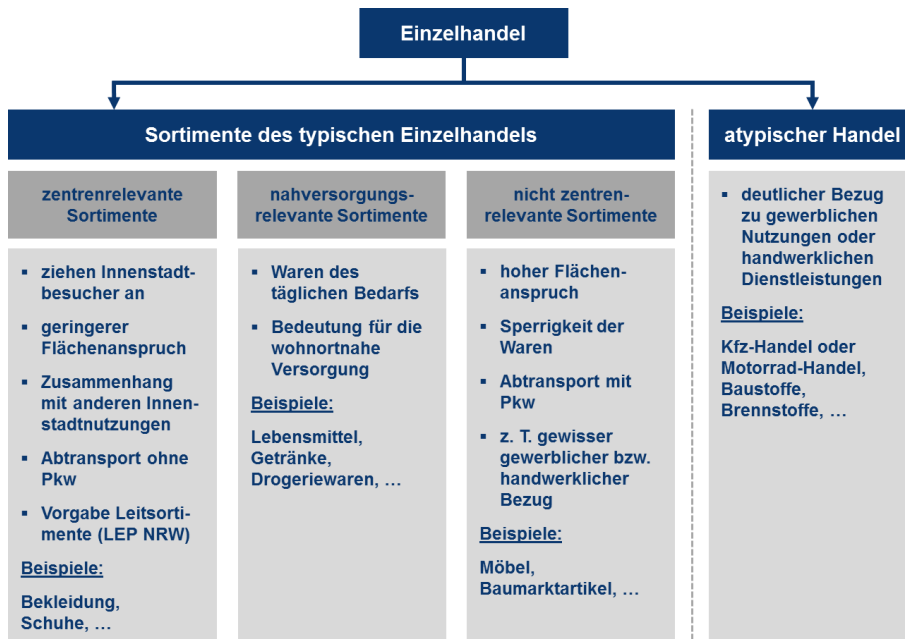 Einzelhandel
Sortimente des typischen Einzelhandels
atypischer Handel
zentrenrelevante
Sortimente
▪ ziehen Innenstadt-
besucher an
▪ geringerer
Flächenanspruch
▪ Zusammenhang
mit anderen Innen-
stadtnutzungen
▪ Abtransport ohne
Pkw
▪ Vorgabe Leitsorti-
mente (LEP NRW)
Beispiele:
Bekleidung,
Schuhe, …
nahversorgungs-
relevante Sortimente
▪ Waren des
täglichen Bedarfs
▪ Bedeutung für die
wohnortnahe
Versorgung
Beispiele:
Lebensmittel,
Getränke,
Drogeriewaren, …
nicht zentren-
relevante Sortimente
▪ hoher Flächen-
anspruch
▪ Sperrigkeit der
Waren
▪ Abtransport mit
Pkw
▪ z. T. gewisser
gewerblicher bzw.
handwerklicher
Bezug
Beispiele:
Möbel,
Baumarktartikel, …
▪ deutlicher Bezug
zu gewerblichen
Nutzungen oder
handwerklichen
Dienstleistungen
Beispiele:
Kfz-Handel oder
Motorrad-Handel,
Baustoffe,
Brennstoffe, …